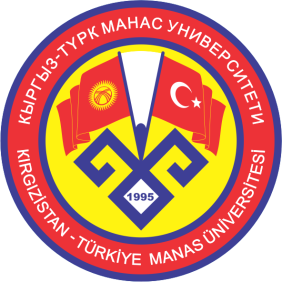 КЫРГЫЗ-ТҮРК МАНАС УНИВЕРСИТЕТИ
1995
KIRGIZİSTAN - TÜRKİYE MANAS ÜNİVERSİTESİ